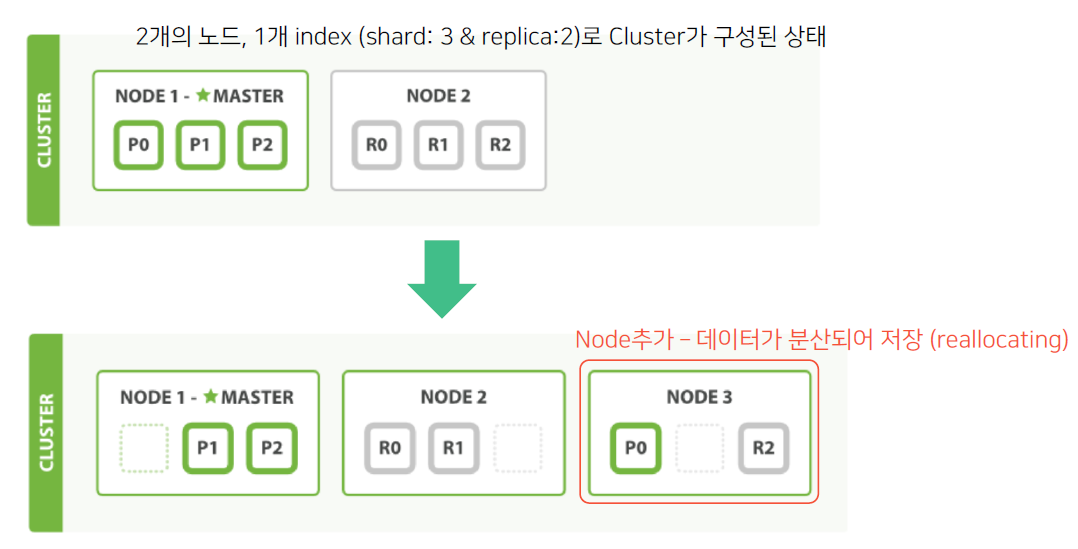 2개의 노드, 1개 index (shard: 3 & replica:2)로 Cluster가 구성된 상태
CLUSTER
NODE 1 - ★ MASTER
P0 P1 P2
NODE 2
R0 R1 R2
Node추가 – 데이터가 분산되어 저장 (reallocating)
CLUSTER
NODE 1 - ★ MASTER
P1 P2
NODE 2
R0 R1
NODE 3
P0 R2